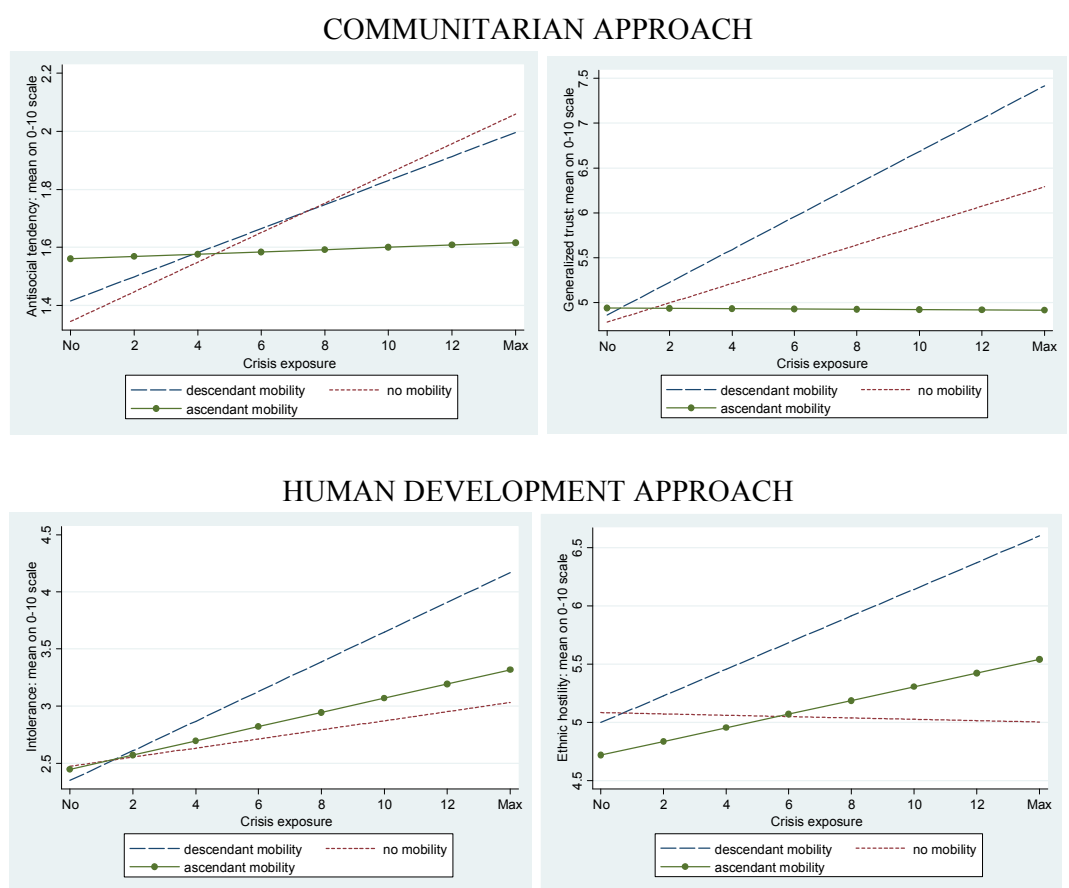 COMMUNITARIAN APPROACH
Antisocial tendency: mean on 0-10 scale
2.2
2
1.8
1.6
1.4
No 2 4 6 8 10 12 Max
Crisis exposure
descendant mobility no mobility
ascendant mobility
Generalized trust: mean on 0-10 scale
7.5
7
6.5
6
5.5
5
No 2 4 6 8 10 12 Max
Crisis exposure
descendant mobility no mobility
ascendant mobility
HUMAN DEVELOPMENT APPROACH
Intolerance: mean on 0-10 scale
4.5
4
3.5
3
2.5
No 2 4 6 8 10 12 Max
Crisis exposure
descendant mobility no mobility
ascendant mobility
Ethnic hostility: mean on 0-10 scale
6.5
6
5.5
5
4.5
No 2 4 6 8 10 12 Max
Crisis exposure
descendant mobility no mobility
ascendant mobility